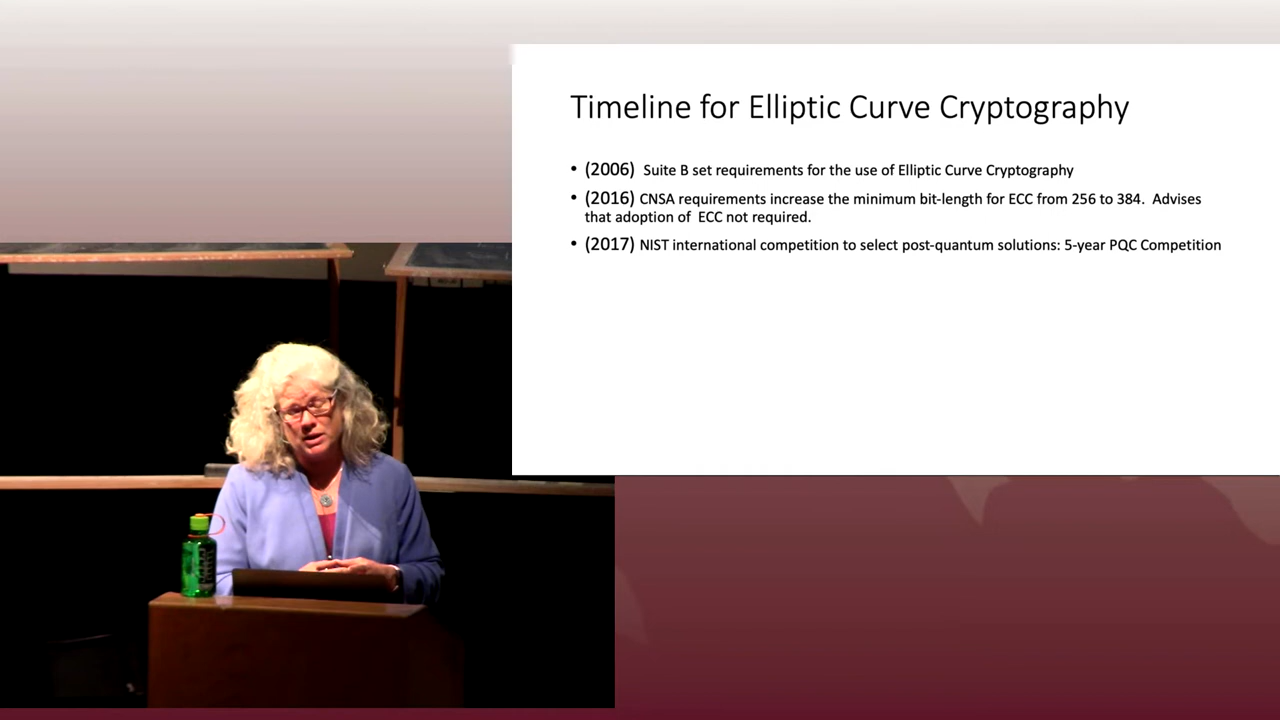 Timeline for Elliptic Curve Cryptography
• (2006) Suite B set requirements for the use of Elliptic Curve Cryptography
• (2016) CNSA requirements increase the minimum bit-length for ECC from 256 to 384. Advises
that adoption of ECC not required.
• (2017) NIST international competition to select post-quantum solutions: 5-year PQC Competition